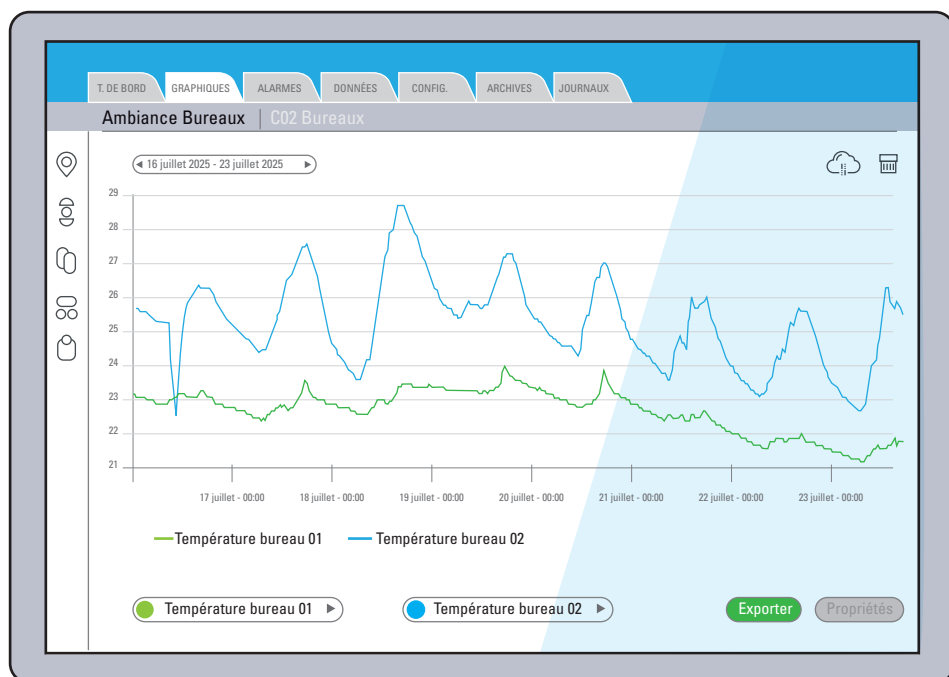 T. DE BORD GRAPHIQUES ALARMES DONNÉES CONFIG. ARCHIVES JOURNAUX
Ambiance Bureaux | C02 Bureaux
16 juillet 2025 - 23 juillet 2025
29
28
27
26
25
24
23
22
21
17 juillet - 00:00 18 juillet - 00:00 19 juillet - 00:00 20 juillet - 00:00 21 juillet - 00:00 22 juillet - 00:00 23 juillet - 00:00
Température bureau 01 Température bureau 02
Température bureau 01 Température bureau 02 Exporter Propriétés